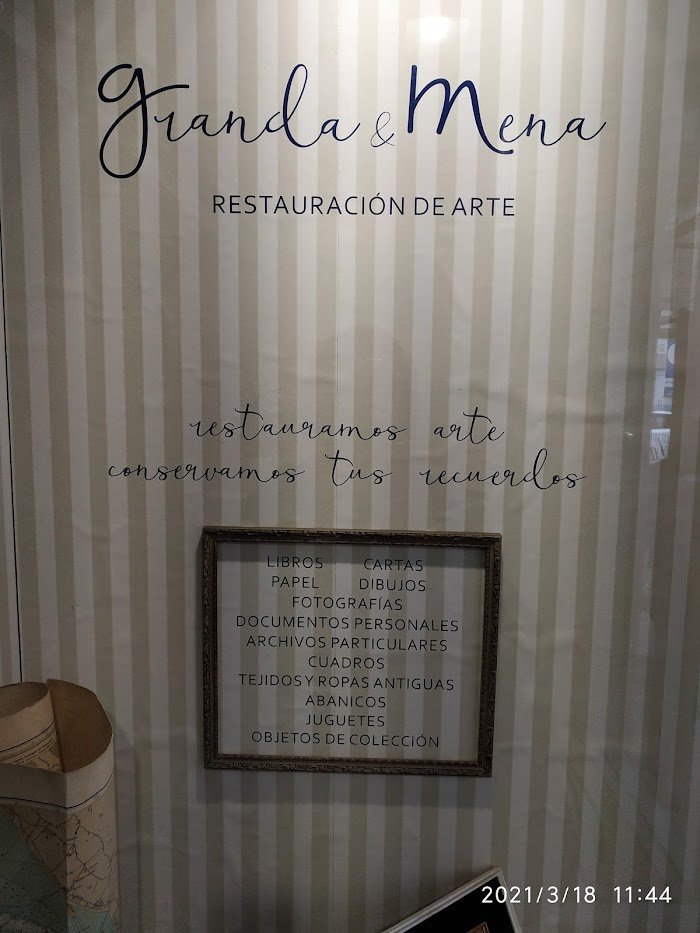 Granda & Mena
RESTAURACIÓN DE ARTE
restauramos arte
conservamos tus recuerdos
LIBROS CARTAS
PAPEL DIBUJOS
FOTOGRAFÍAS
DOCUMENTOS PERSONALES
ARCHIVOS PARTICULARES
CUADROS
TEJIDOS Y ROPAS ANTIGUAS
ABANICOS
JUGUETES
OBJETOS DE COLECCIÓN
2021/3/18 11:44